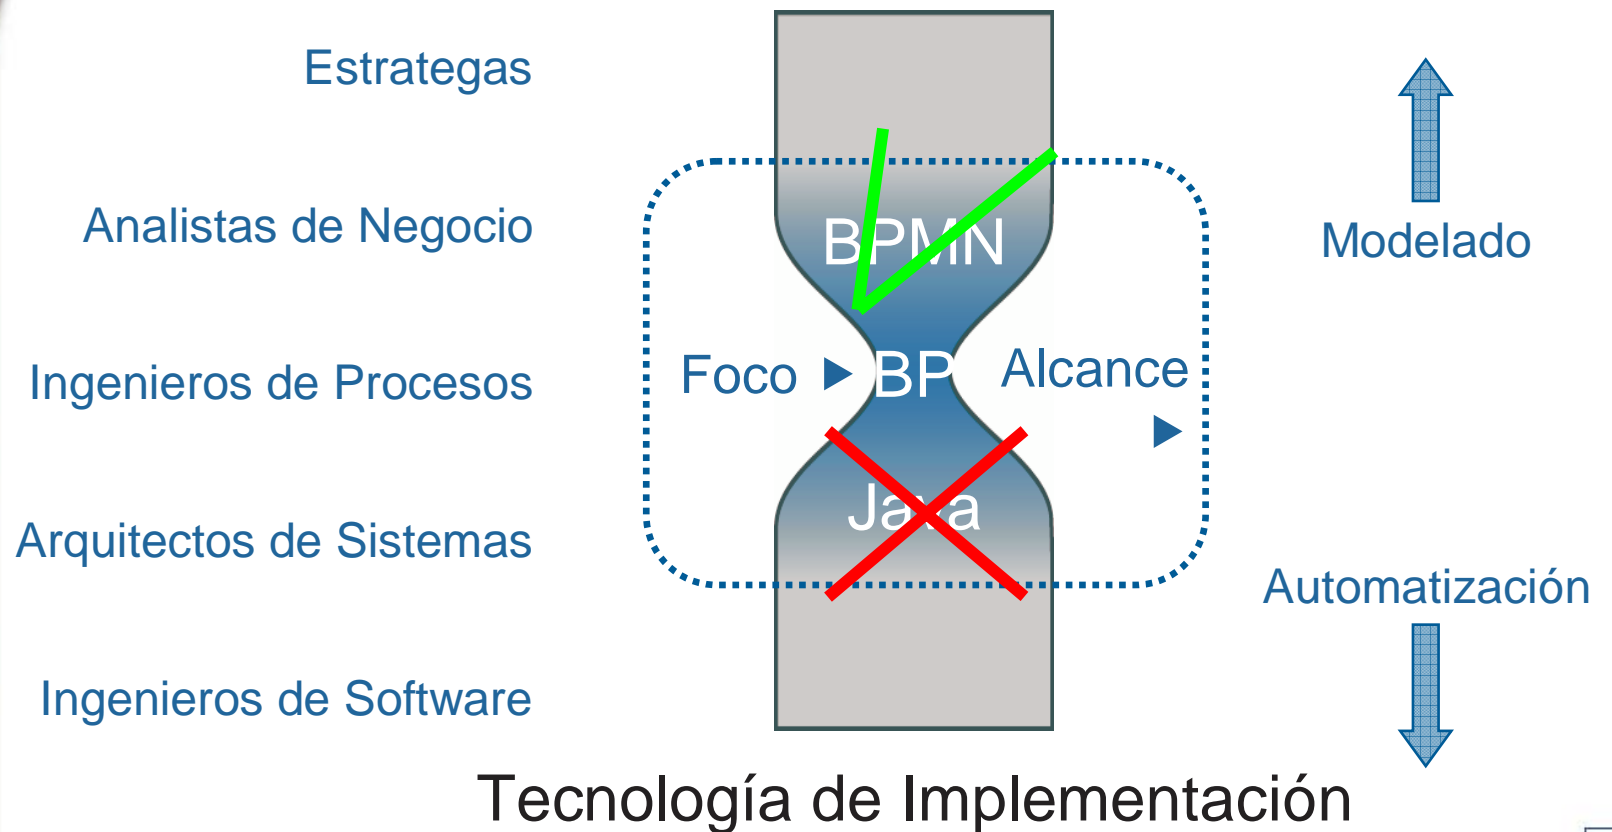 Estrategas
Analistas de Negocio
BPMN
Modelado
Ingenieros de Procesos
Foco
BP
Alcance
Java
Arquitectos de Sistemas
Automatización
Ingenieros de Software
Tecnología de Implementación